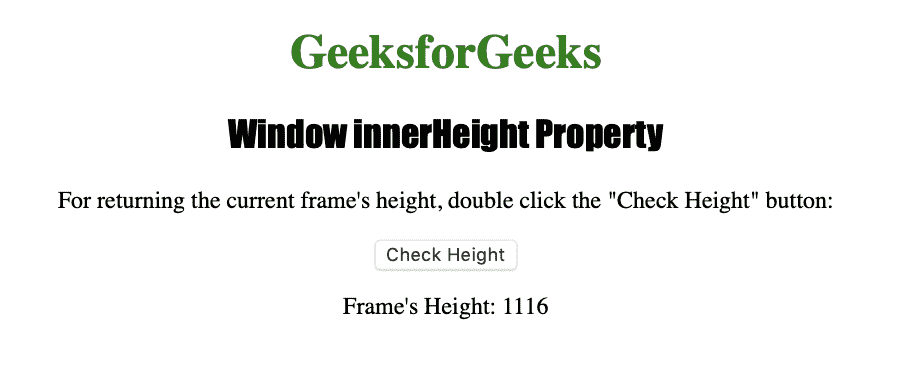 GeeksforGeeks
Window innerHeight Property
For returning the current frame's height, double click the "Check Height" button:
Check Height
Frame's Height: 1116